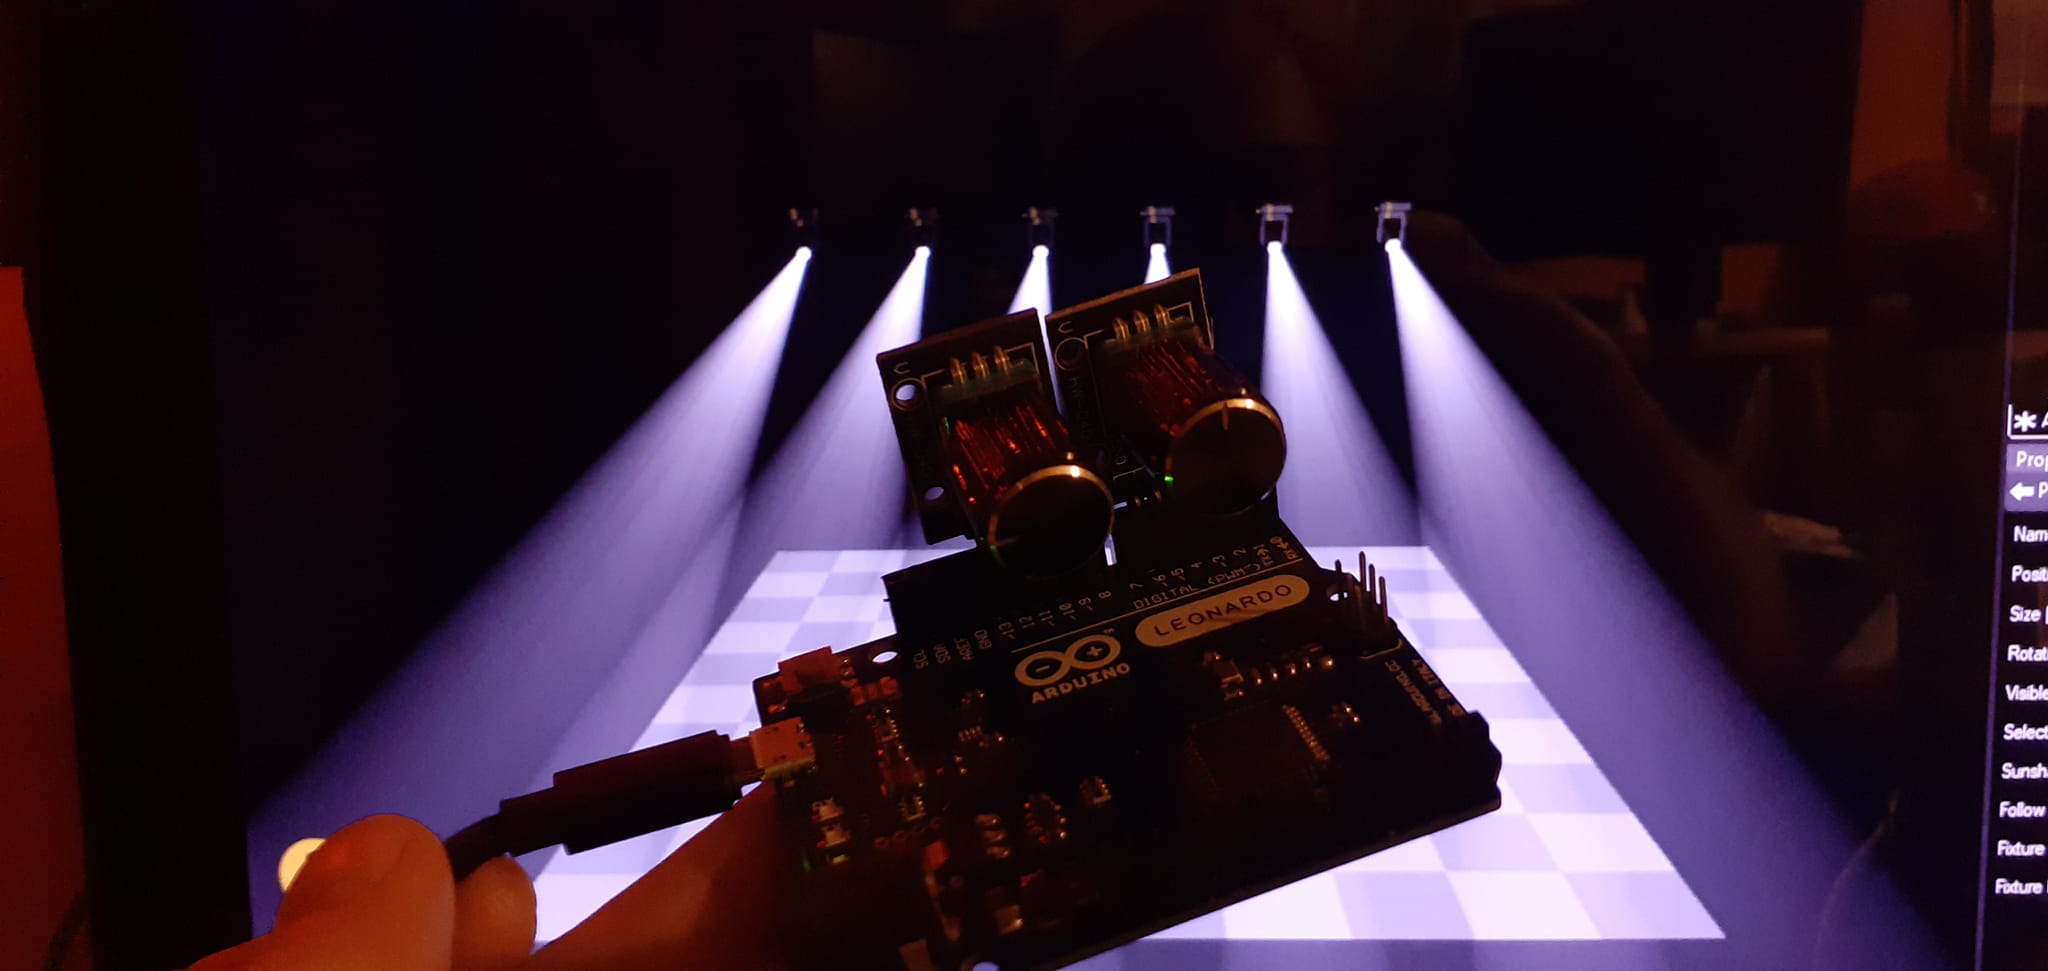 Prop
P
Nam
Positi
Size
Rotat
Visible
Select
Sunsh
Follow
Fixture
Fixture
RX◄0
TX►1
2
~3
4
~5
~6
7
8
~9
~10
~11
12
~13
GND
AREF
SDA
SCL
DIGITAL (PWM~)
LEONARDO
ARDUINO